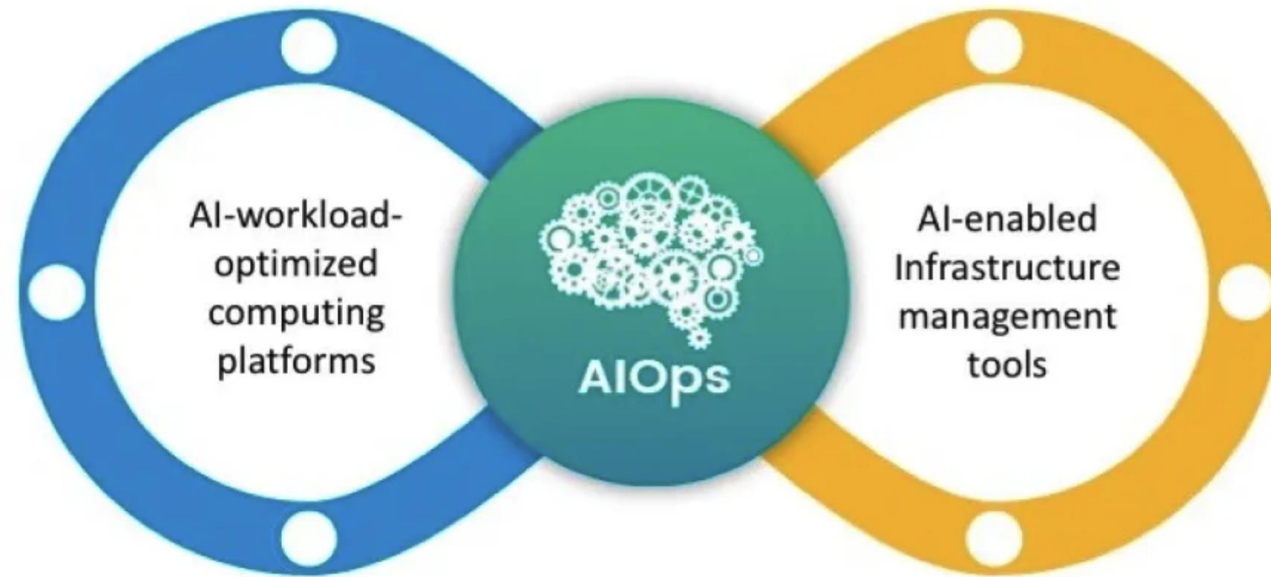 AI-workload-
optimized
computing
platforms
AIOps
AI-enabled
Infrastructure
management
tools